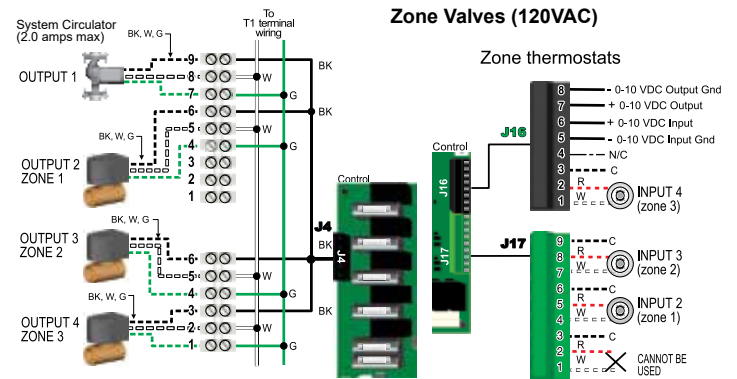 Zone Valves (120VAC)
System Circulator
(2.0 amps max)
BK, W, G
To
T1 terminal
wiring
OUTPUT 1
9
8
7
6
5
4
3
2
1
BK
W
G
BK
W
G
BK, W, G
OUTPUT 2
ZONE 1
BK, W, G
OUTPUT 3
ZONE 2
6
5
4
3
2
1
BK
W
G
BK
W
G
BK, W, G
OUTPUT 4
ZONE 3
Control
J4
J4
Zone thermostats
Control
J16
J17
J16
8
7
6
5
4
3
2
1
- 0-10 VDC Output Gnd
+ 0-10 VDC Output
+ 0-10 VDC Input
- 0-10 VDC Input Gnd
N/C
C
R
W
INPUT 4
(zone 3)
J17
9
8
7
6
5
4
3
2
1
C
R
W
INPUT 3
(zone 2)
C
R
W
INPUT 2
(zone 1)
C
R
W
CANNOT BE
USED